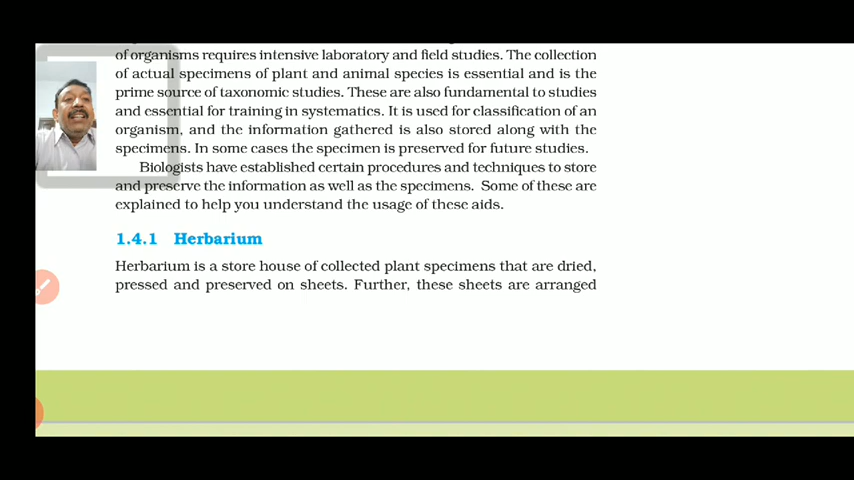 of organisms requires intensive laboratory and field studies. The collection
of actual specimens of plant and animal species is essential and is the
prime source of taxonomic studies. These are also fundamental to studies
and essential for training in systematics. It is used for classification of an
organism, and the information gathered is also stored along with the
specimens. In some cases the specimen is preserved for future studies.
Biologists have established certain procedures and techniques to store
and preserve the information as well as the specimens. Some of these are
explained to help you understand the usage of these aids.
1.4.1 Herbarium
Herbarium is a store house of collected plant specimens that are dried,
pressed and preserved on sheets. Further, these sheets are arranged